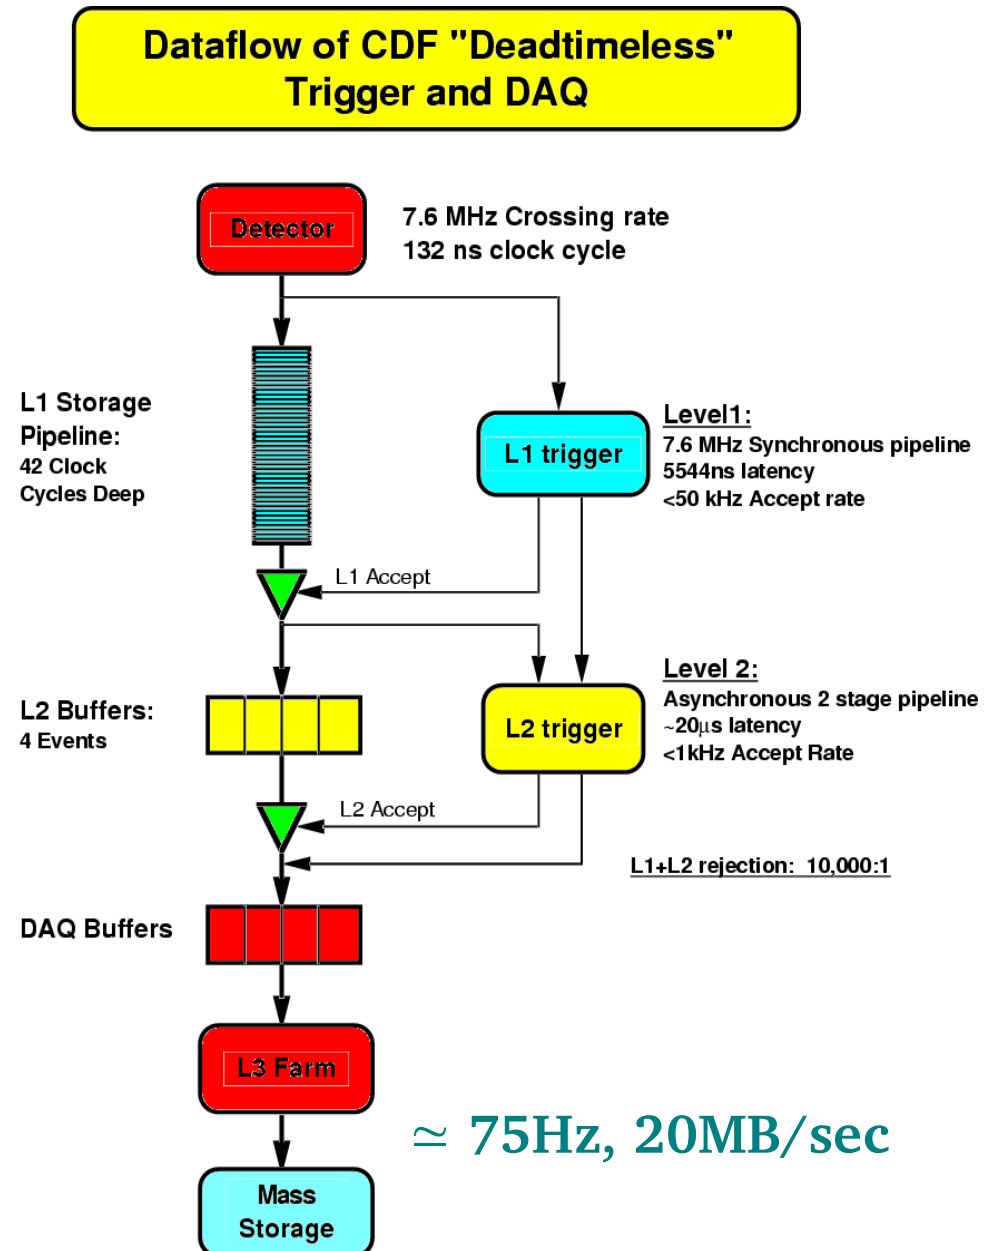 Dataflow of CDF "Deadtimeless"
Trigger and DAQ
Detector
7.6 MHz Crossing rate
132 ns clock cycle
L1 Storage
Pipeline:
42 Clock
Cycles Deep
L1 trigger
Level1:
7.6 MHz Synchronous pipeline
5544ns latency
<50 kHz Accept rate
L1 Accept
L2 Buffers:
4 Events
L2 trigger
Level 2:
Asynchronous 2 stage pipeline
~20μs latency
<1kHz Accept Rate
L2 Accept
L1+L2 rejection: 10,000:1
DAQ Buffers
L3 Farm
≃ 75Hz, 20MB/sec
Mass
Storage